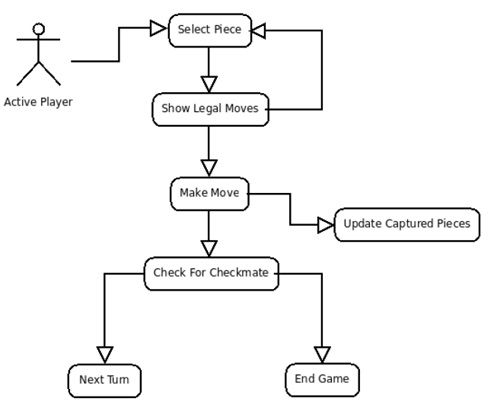 Select Piece
Active Player
Show Legal Moves
Make Move
Update Captured Pieces
Check For Checkmate
Next Turn
End Game